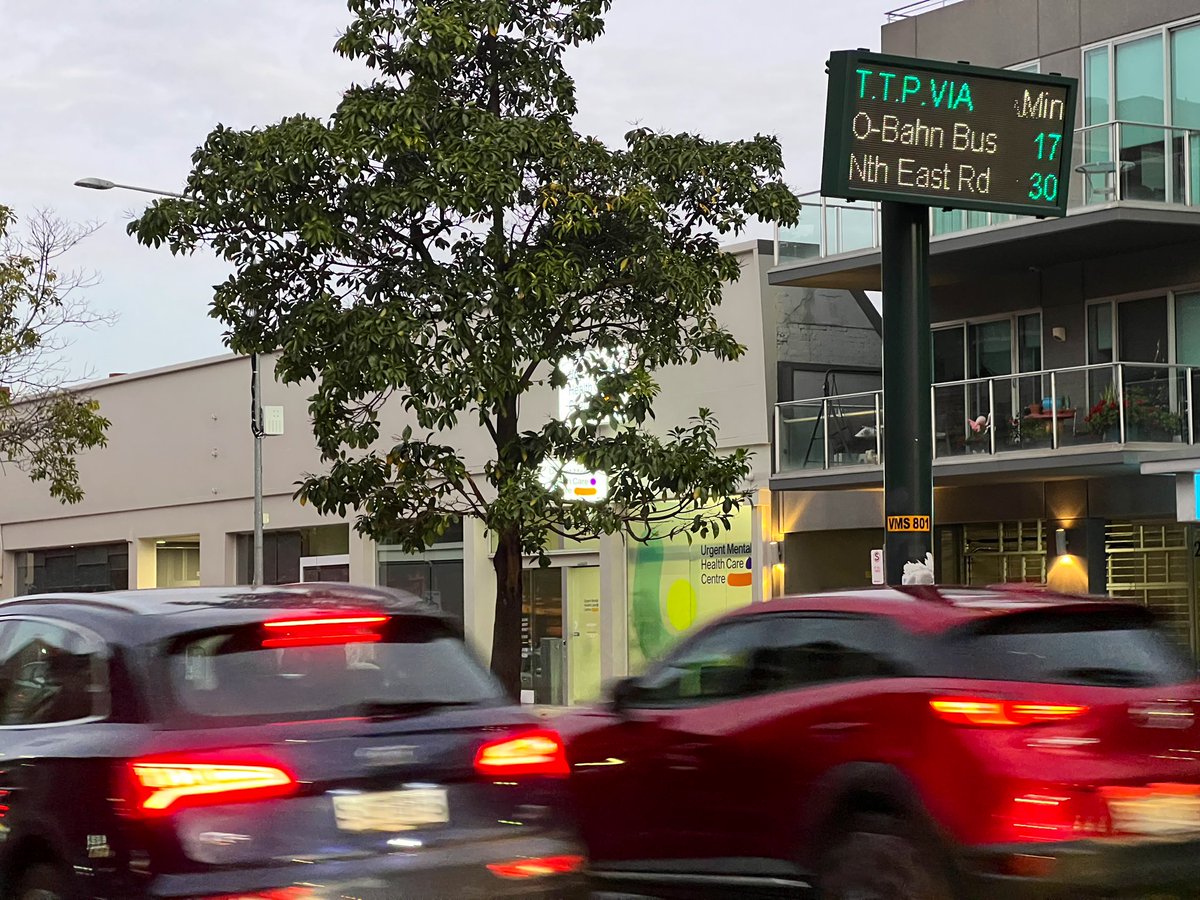 T.T.P.VIA Min
O-Bahn Bus 17
Nth East Rd 30
VMS 801
Urgent Mental
Health Care
Centre